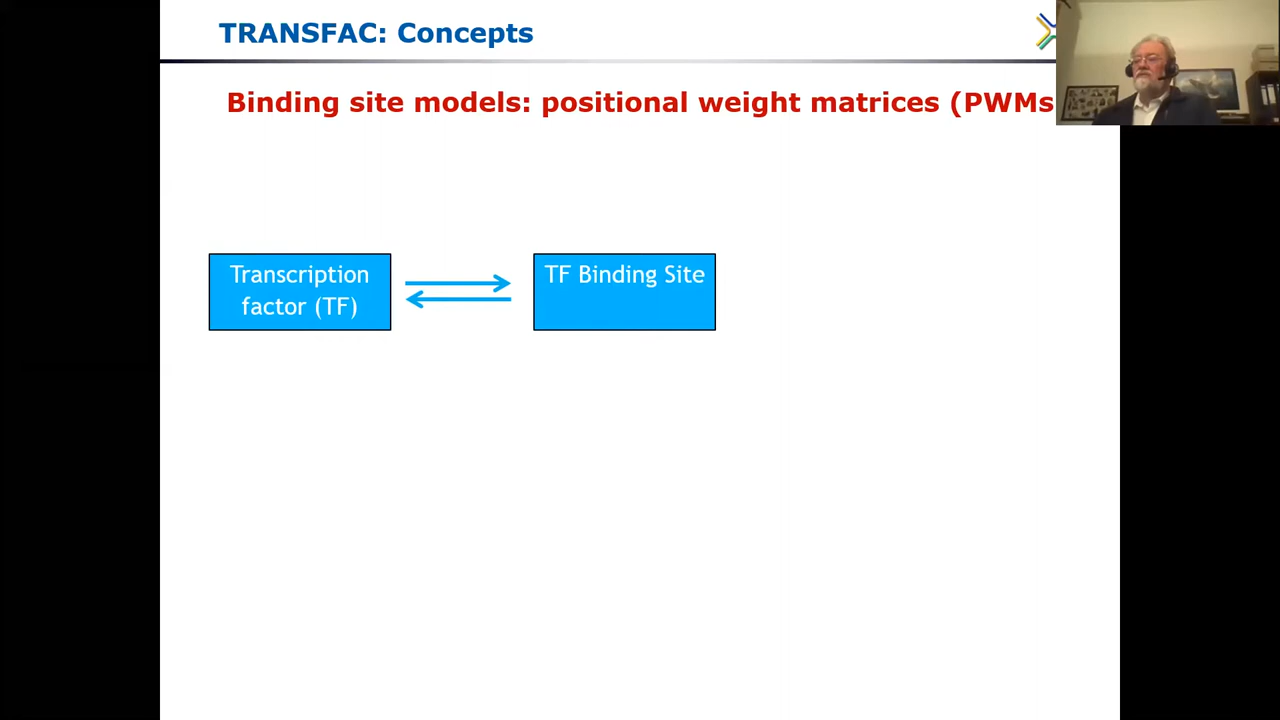 TRANSFAC: Concepts
Binding site models: positional weight matrices (PWMs
Transcription
factor (TF)
TF Binding Site